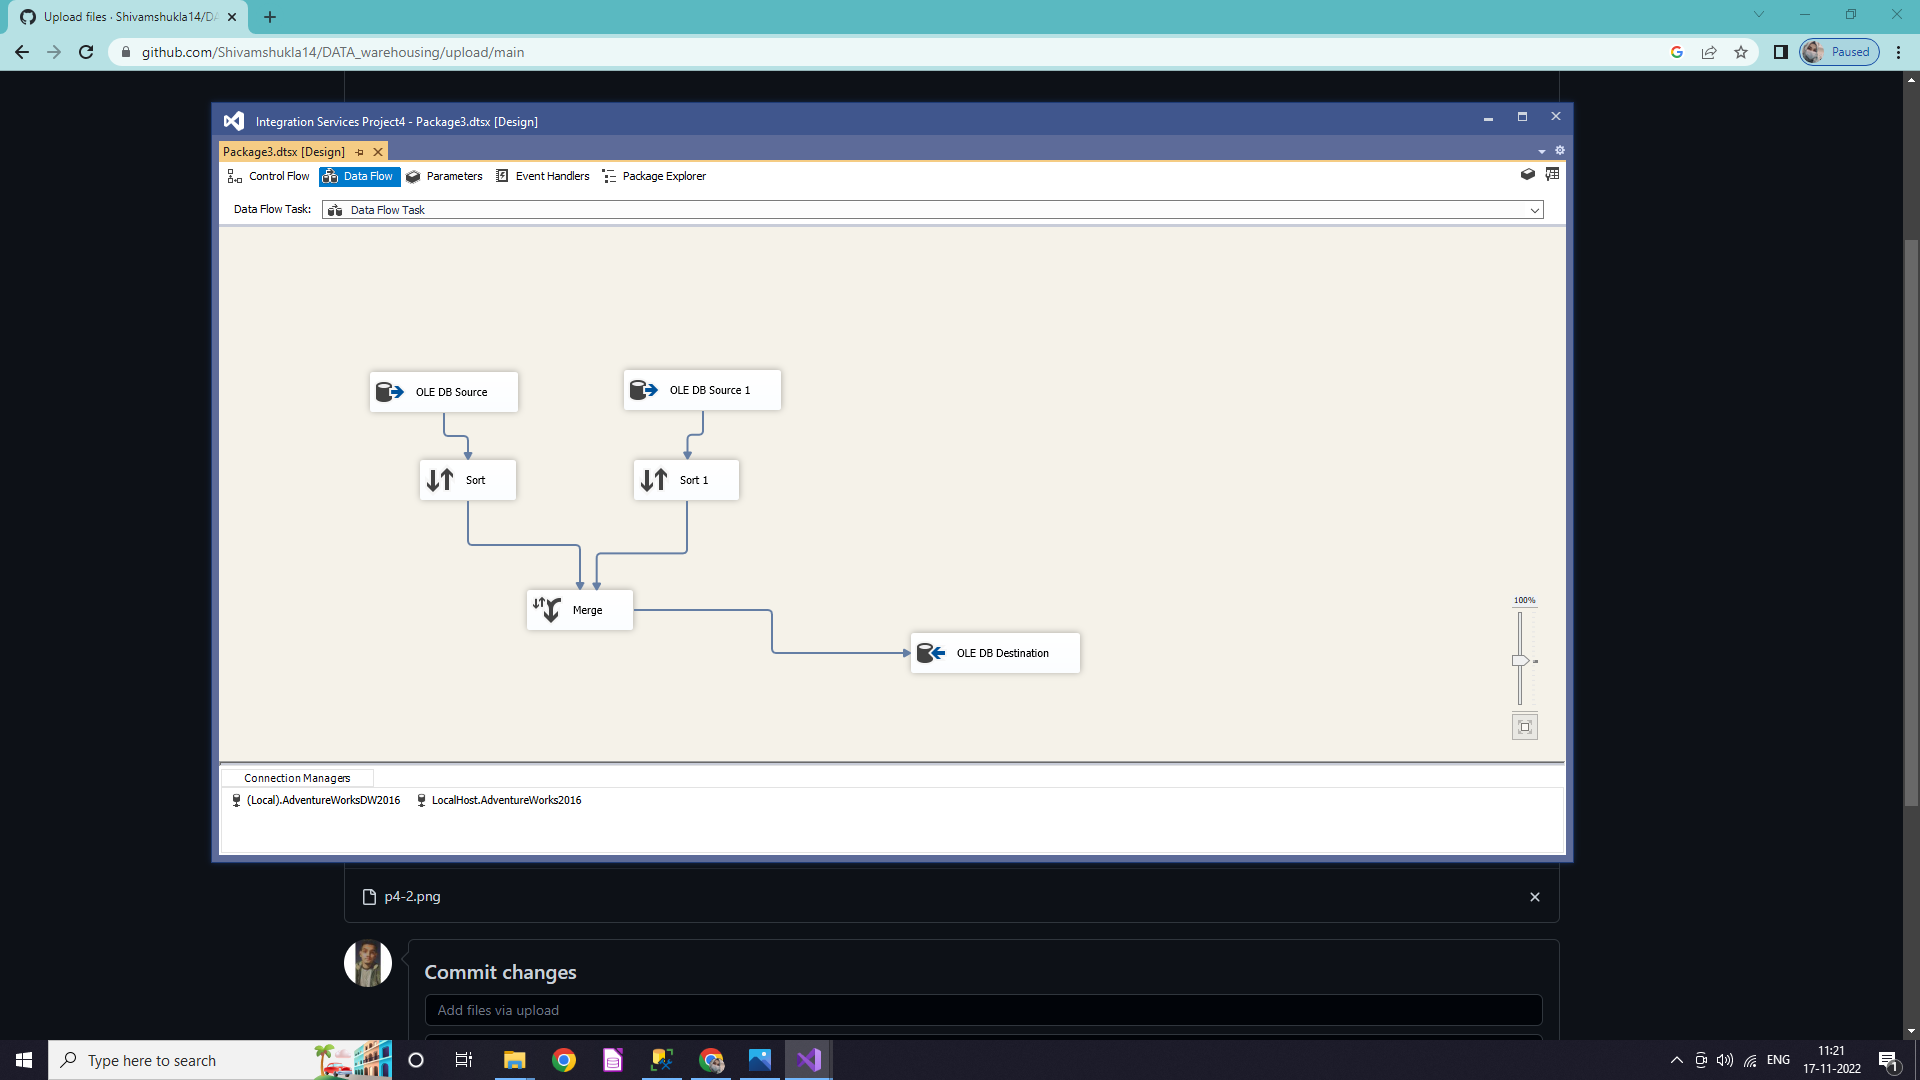 Upload files · Shivamshukla14/DA
github.com/Shivamshukla14/DATA_warehousing/upload/main
Paused
Integration Services Project4 - Package3.dtsx [Design]
Package3.dtsx [Design]
Control Flow
Data Flow
Parameters
Event Handlers
Package Explorer
Data Flow Task:
Data Flow Task
OLE DB Source
OLE DB Source 1
Sort
Sort 1
Merge
OLE DB Destination
100%
Connection Managers
(Local).AdventureWorksDW2016
LocalHost.AdventureWorks2016
p4-2.png
Commit changes
Add files via upload
Type here to search
ENG
11:21
17-11-2022
1